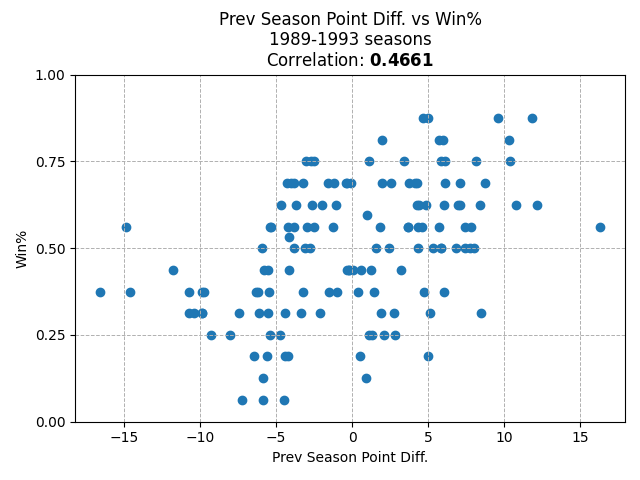 Prev Season Point Diff. vs Win%
1989-1993 seasons
Correlation: 0.4661
1.00
0.75
0.50
0.25
0.00
Win%
−15
−10
−5
0
5
10
15
Prev Season Point Diff.